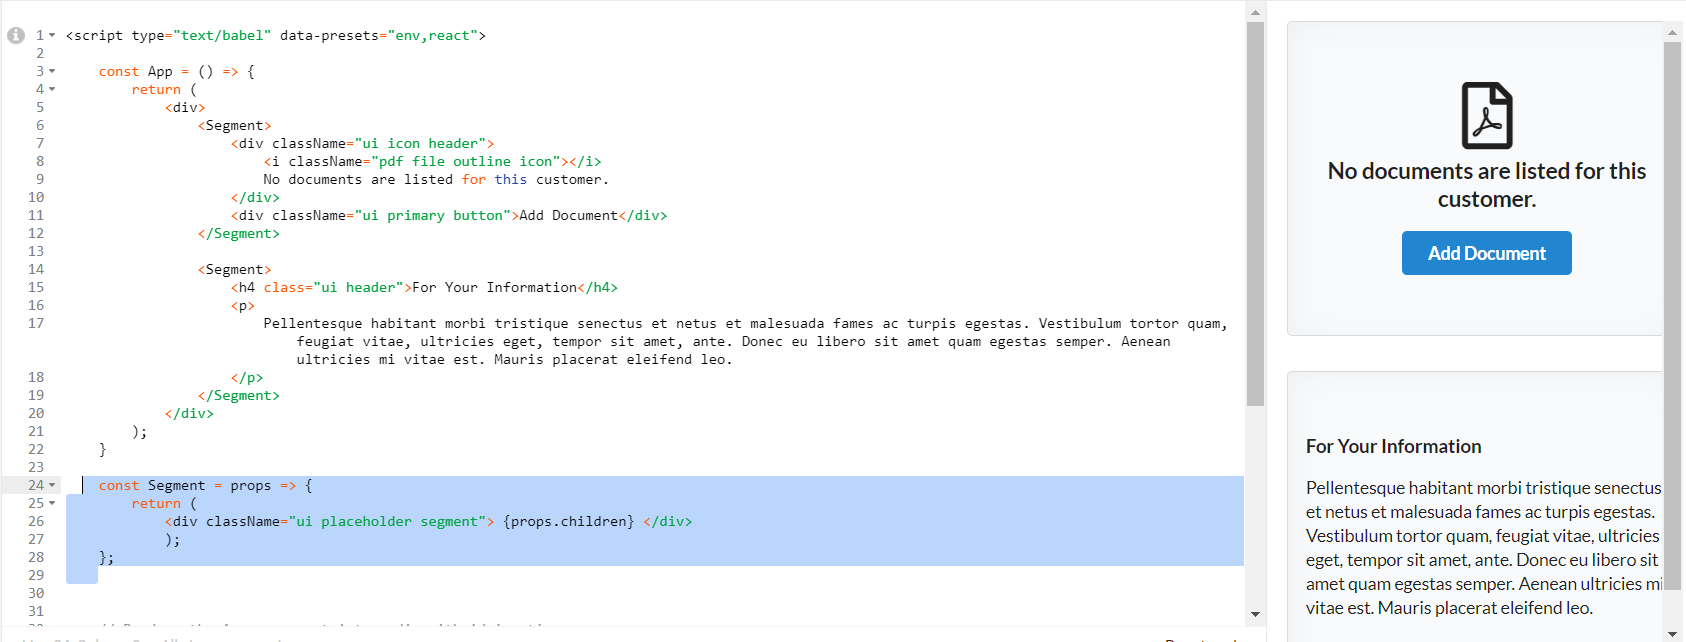 1 <script type="text/babel" data-presets="env,react">
2
3 const App = () => {
4 return (
5 <div>
6 <Segment>
7 <div className="ui icon header">
8 <i className="pdf file outline icon"></i>
9 No documents are listed for this customer.
10 </div>
11 <div className="ui primary button">Add Document</div>
12 </Segment>
13
14 <Segment>
15 <h4 class="ui header">For Your Information</h4>
16 <p>
17 Pellentesque habitant morbi tristique senectus et netus et malesuada fames ac turpis egestas. Vestibulum tortor quam,
feugiat vitae, ultricies eget, tempor sit amet, ante. Donec eu libero sit amet quam egestas semper. Aenean
ultricies mi vitae est. Mauris placerat eleifend leo.
18 </p>
19 </Segment>
20 </div>
21 );
22 }
23
24 const Segment = props => {
25 return (
26 <div className="ui placeholder segment"> {props.children} </div>
27 );
28 };
29
30
31
No documents are listed for this
customer.
Add Document
For Your Information
Pellentesque habitant morbi tristique senectus
et netus et malesuada fames ac turpis egestas.
Vestibulum tortor quam, feugiat vitae, ultricies
eget, tempor sit amet, ante. Donec eu libero sit
amet quam egestas semper. Aenean ultricies mi
vitae est. Mauris placerat eleifend leo.